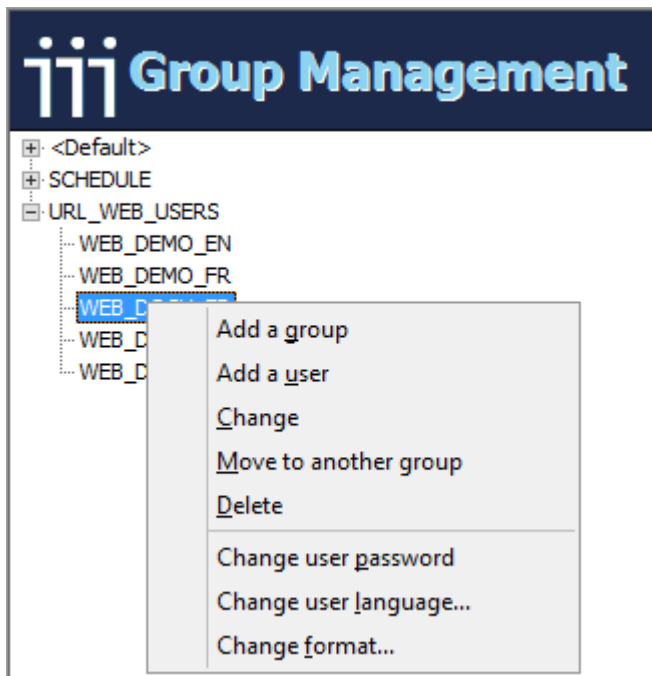 Group Management
<Default>
SCHEDULE
URL_WEB_USERS
WEB_DEMO_EN
WEB_DEMO_FR
Add a group
Add a user
Change
Move to another group
Delete
Change user password
Change user language...
Change format...